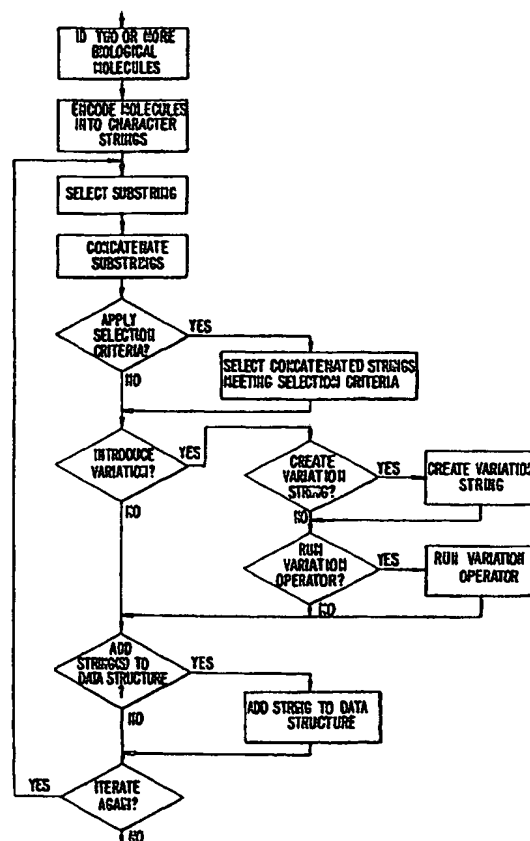 ID TWO OR MORE
BIOLOGICAL
MOLECULES
ENCODE MOLECULES
INTO CHARACTER
STRINGS
SELECT SUBSTRING
CONCATENATE
SUBSTRINGS
APPLY
SELECTION
CRITERIA?
YES
NO
SELECT CONCATENATED STRINGS
MEETING SELECTION CRITERIA
INTRODUCE
VARIATION?
YES
NO
CREATE
VARIATION
STRING?
YES
NO
CREATE VARIATION
STRING
RUN
VARIATION
OPERATOR?
YES
NO
RUN VARIATION
OPERATOR
ADD
STRING(S) TO
DATA STRUCTURE
?
YES
NO
ADD STRING TO DATA
STRUCTURE
YES
ITERATE
AGAIN?
NO